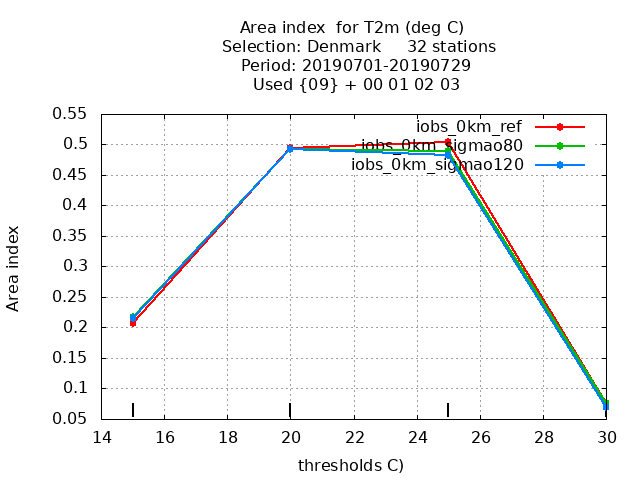 Area index  for T2m (deg C)
Selection: Denmark     32 stations
Period: 20190701-20190729
Used {09} + 00 01 02 03
0.55
0.5
0.45
0.4
0.35
0.3
0.25
0.2
0.15
0.1
0.05
Area index
iobs_0km_ref
iobs_0km_sigmao80
iobs_0km_sigmao120
14 16 18 20 22 24 26 28 30
thresholds C)